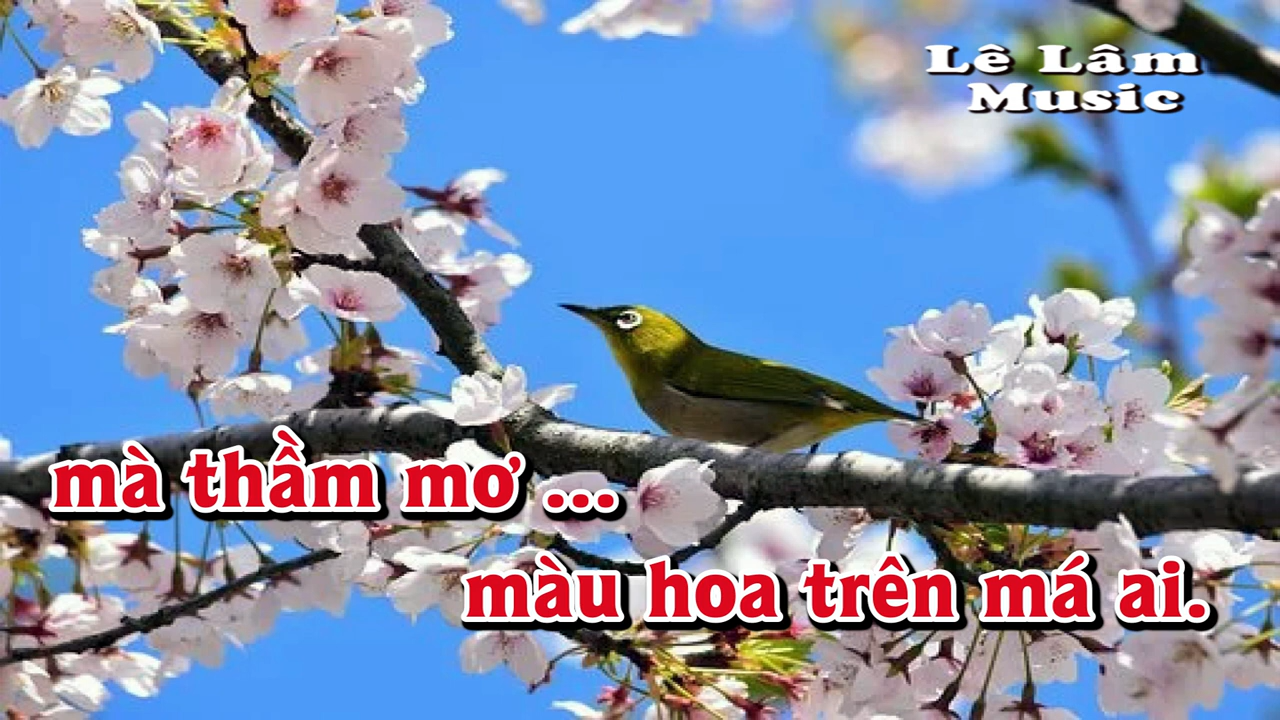 Lê Lâm
Music
mà thầm mơ ...
màu hoa trên má ai.